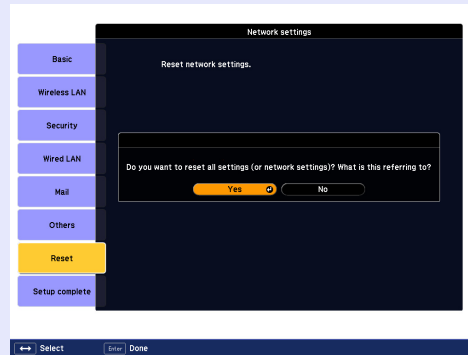 Network settings
Basic
Reset network settings.
Wireless LAN
Security
Wired LAN
Do you want to reset all settings (or network settings)? What is this referring to?
Yes
No
Mail
Others
Reset
Setup complete
Select
Enter Done